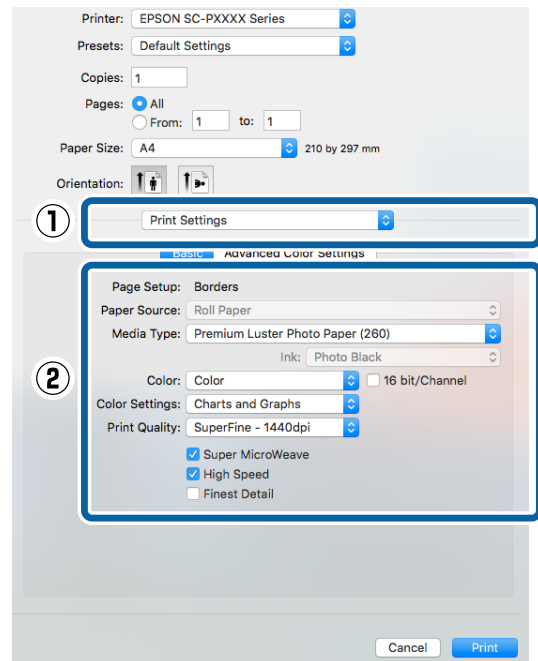 Printer: EPSON SC-PXXXX Series
Presets: Default Settings
Copies: 1
Pages: All
From: 1 to: 1
Paper Size: A4 210 by 297 mm
Orientation:
① Print Settings
Basic Advanced Color Settings
Page Setup: Borders
Paper Source: Roll Paper
Media Type: Premium Luster Photo Paper (260)
Ink: Photo Black
②
Color: Color 16 bit/Channel
Color Settings: Charts and Graphs
Print Quality: SuperFine - 1440dpi
Super MicroWeave
High Speed
Finest Detail
Cancel Print